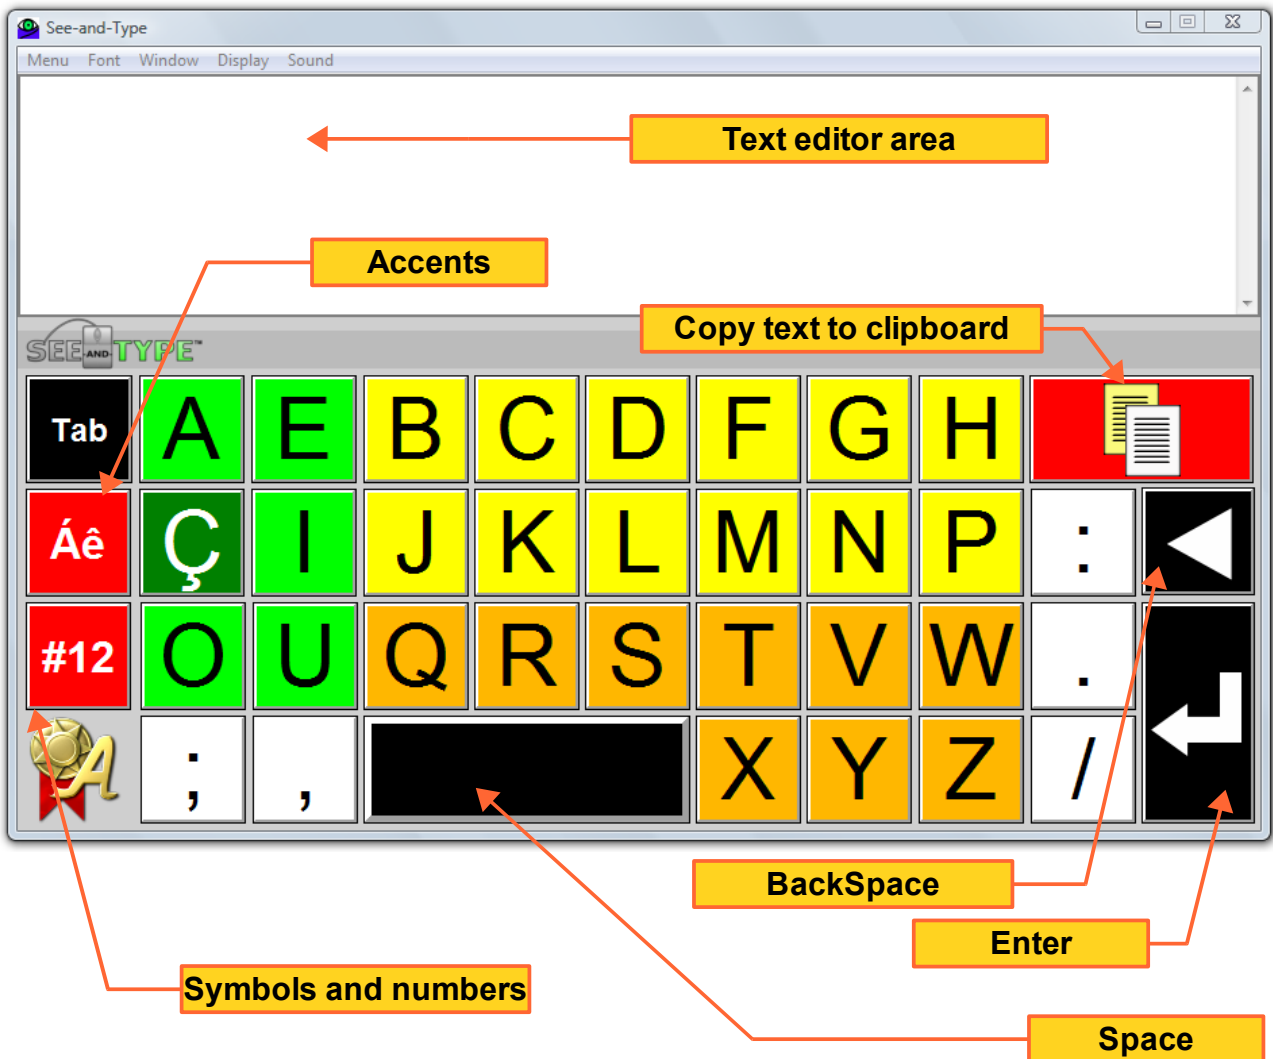 See-and-Type
Menu Font Window Display Sound
Text editor area
Accents
Copy text to clipboard
SEE-AND-TYPE™
Tab A E B C D F G H
Áê Ç I J K L M N P :
#12 O U Q R S T V W .
A ; , X Y Z /
BackSpace
Enter
Symbols and numbers
Space